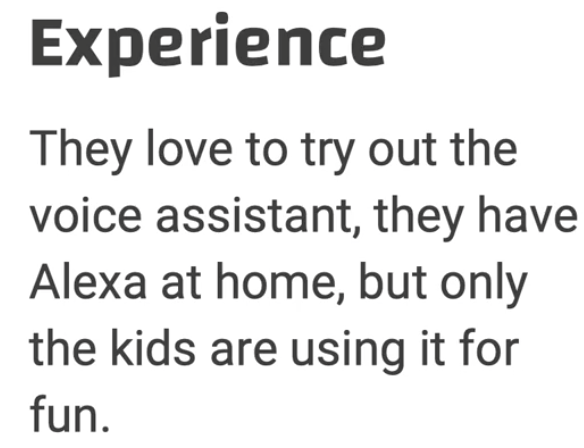 Experience
They love to try out the
voice assistant, they have
Alexa at home, but only
the kids are using it for
fun.